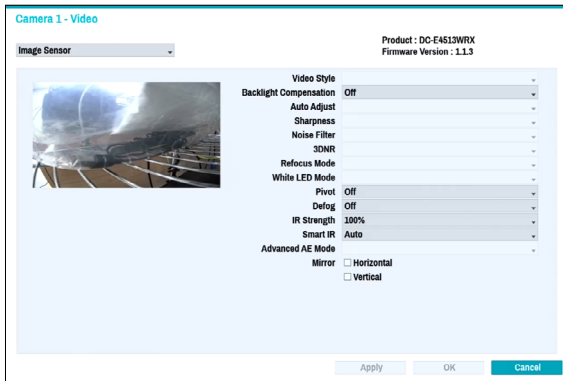 Camera 1 - Video
Image Sensor
Product : DC-E4513WRX
Firmware Version : 1.1.3
Video Style
Backlight Compensation Off
Auto Adjust
Sharpness
Noise Filter
3DNR
Refocus Mode
White LED Mode
Pivot Off
Defog Off
IR Strength 100%
Smart IR Auto
Advanced AE Mode
Mirror Horizontal
Vertical
Apply OK Cancel